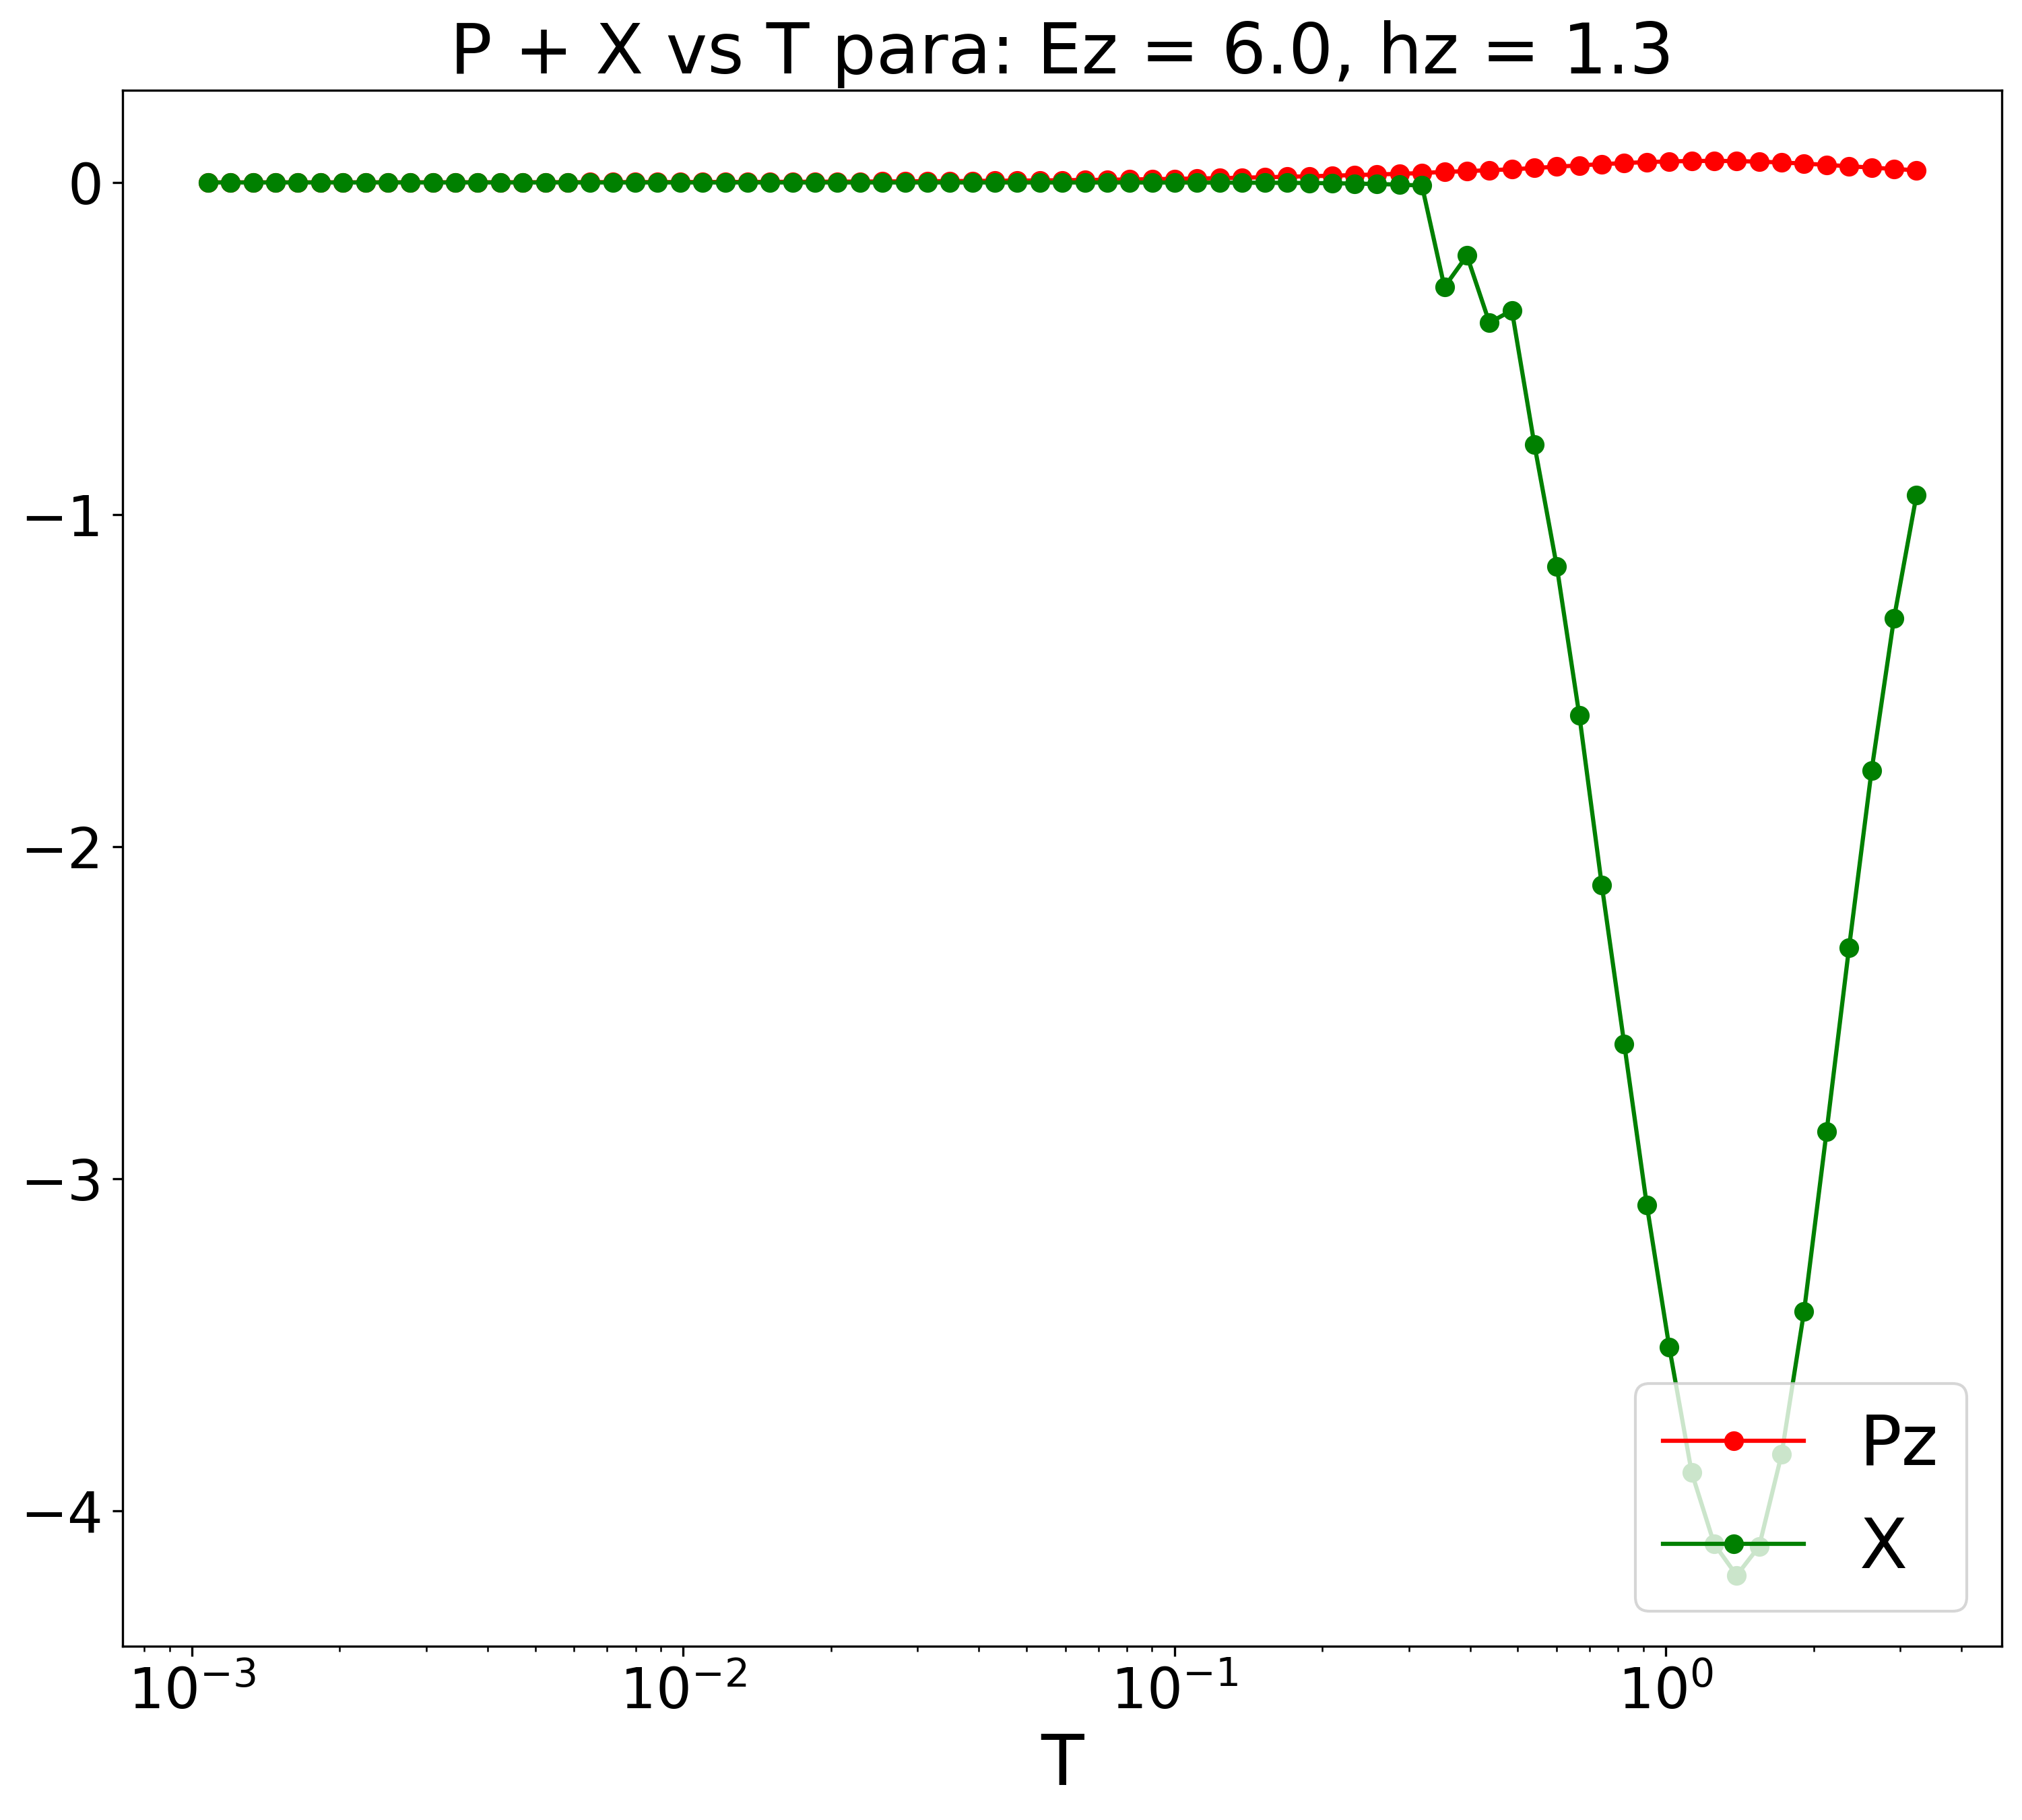 P + X vs T para: Ez = 6.0, hz = 1.3
0
−1
−2
−3
−4
Pz
X
10⁻³ 10⁻² 10⁻¹ 10⁰
T